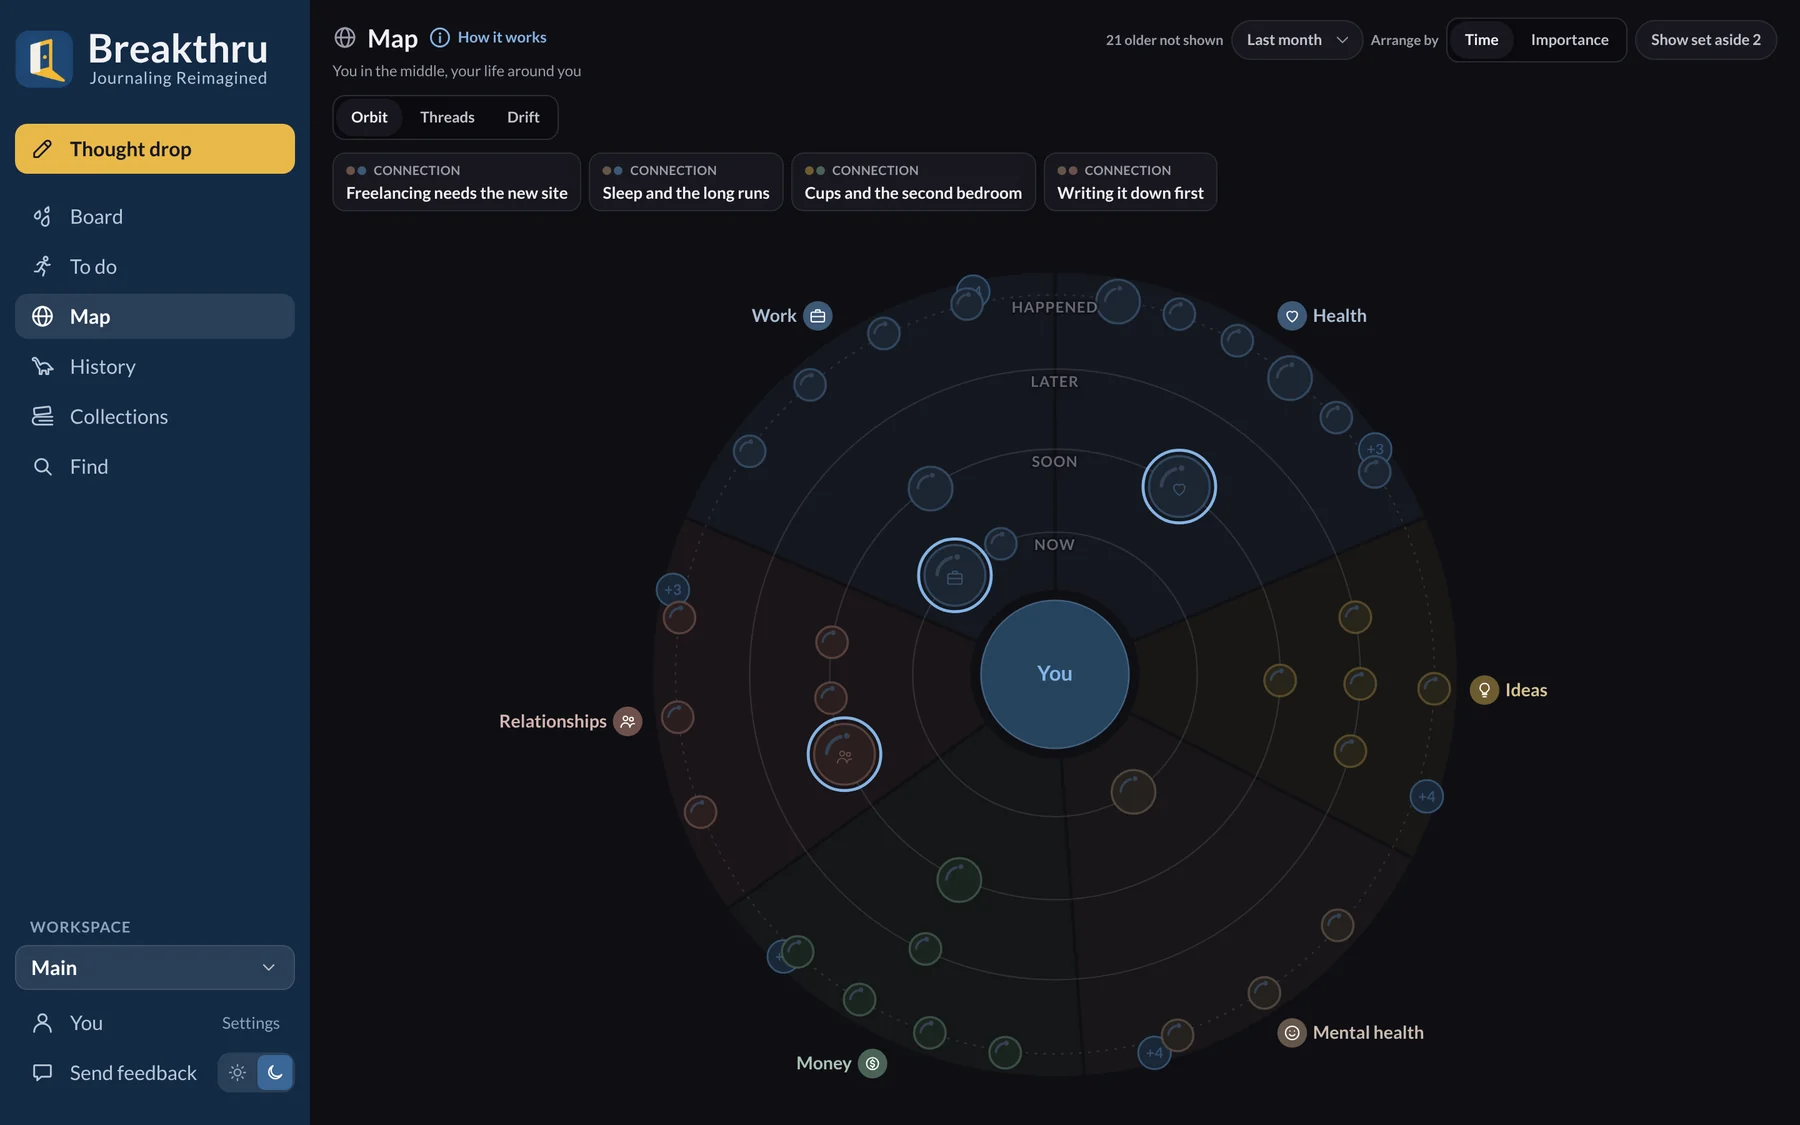 Breakthru
Journaling Reimagined
Thought drop
Board
To do
Map
History
Collections
Find
WORKSPACE
Main
You
Settings
Send feedback
Map
How it works
You in the middle, your life around you
21 older not shown
Last month
Arrange by
Time
Importance
Show set aside 2
Orbit
Threads
Drift
CONNECTION
Freelancing needs the new site
CONNECTION
Sleep and the long runs
CONNECTION
Cups and the second bedroom
CONNECTION
Writing it down first
HAPPENED
Work
Health
LATER
+3
SOON
NOW
+3
You
Ideas
Relationships
+4
Mental health
+4
Money